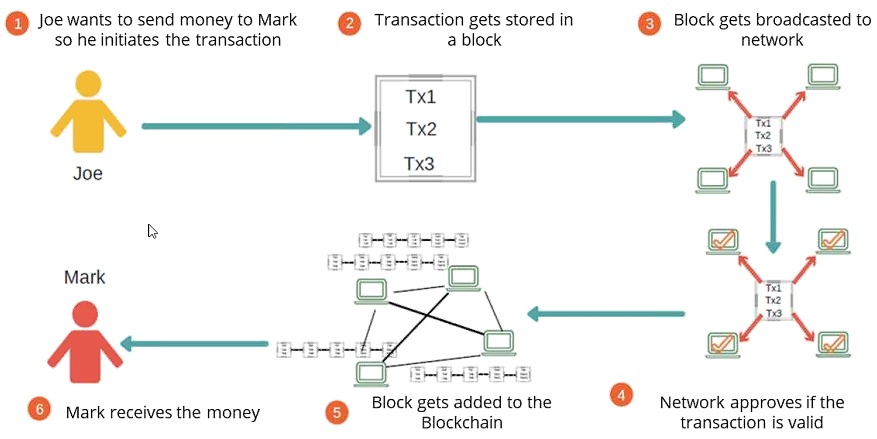 1 Joe wants to send money to Mark
so he initiates the transaction
2 Transaction gets stored in
a block
3 Block gets broadcasted to
network
Joe
Tx1
Tx2
Tx3
Tx1
Tx2
Tx3
Tx1
Tx2
Tx3
4 Network approves if the
transaction is valid
5 Block gets added to the
Blockchain
Mark
6 Mark receives the money